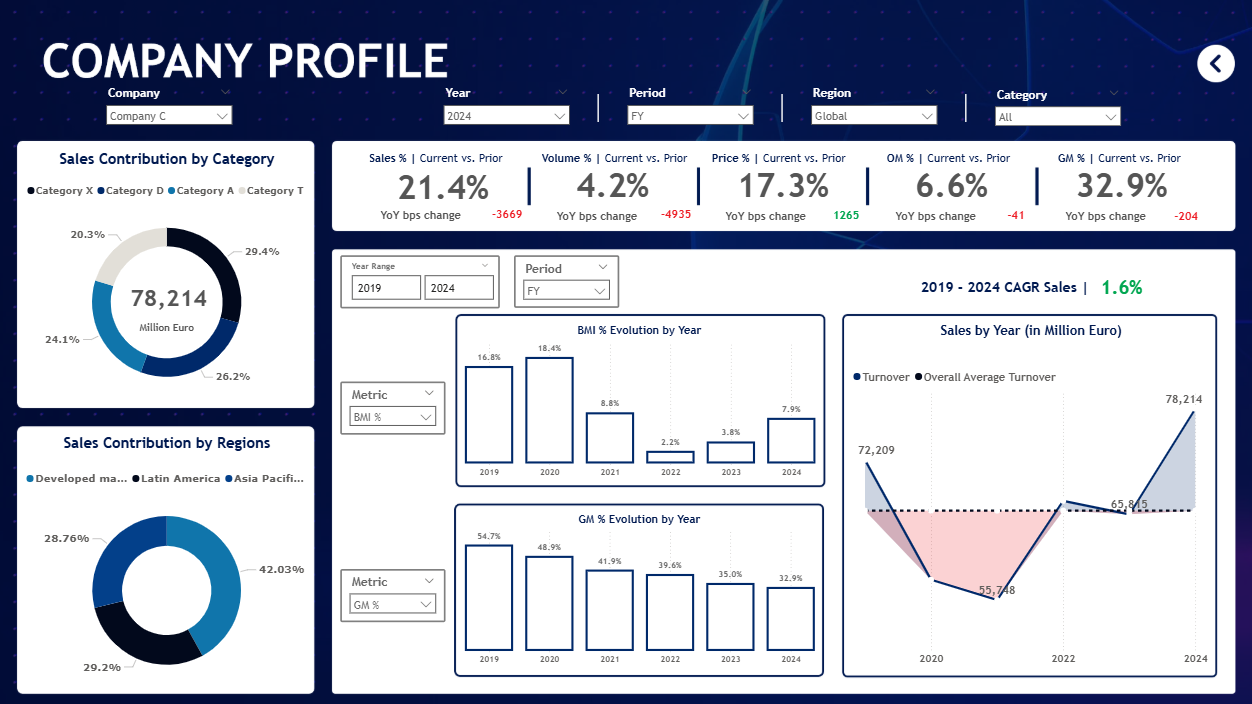 COMPANY PROFILE
Company
Company C
Year
2024
Period
FY
Region
Global
Category
All
Sales Contribution by Category
Category X Category D Category A Category T
20.3%
29.4%
78,214
Million Euro
24.1%
26.2%
Sales Contribution by Regions
Developed ma... Latin America Asia Pacifi...
28.76%
42.03%
29.2%
Sales % | Current vs. Prior
21.4%
YoY bps change -3669
Volume % | Current vs. Prior
4.2%
YoY bps change -4935
Price % | Current vs. Prior
17.3%
YoY bps change 1265
OM % | Current vs. Prior
6.6%
YoY bps change -41
GM % | Current vs. Prior
32.9%
YoY bps change -204
Year Range
2019 2024
Period
FY
2019 - 2024 CAGR Sales | 1.6%
Metric
BMI %
BMI % Evolution by Year
16.8% 18.4% 8.8% 2.2% 3.8% 7.9%
2019 2020 2021 2022 2023 2024
Metric
GM %
GM % Evolution by Year
54.7% 48.9% 41.9% 39.6% 35.0% 32.9%
2019 2020 2021 2022 2023 2024
Sales by Year (in Million Euro)
Turnover Overall Average Turnover
78,214
72,209
65,815
55,748
2020 2022 2024